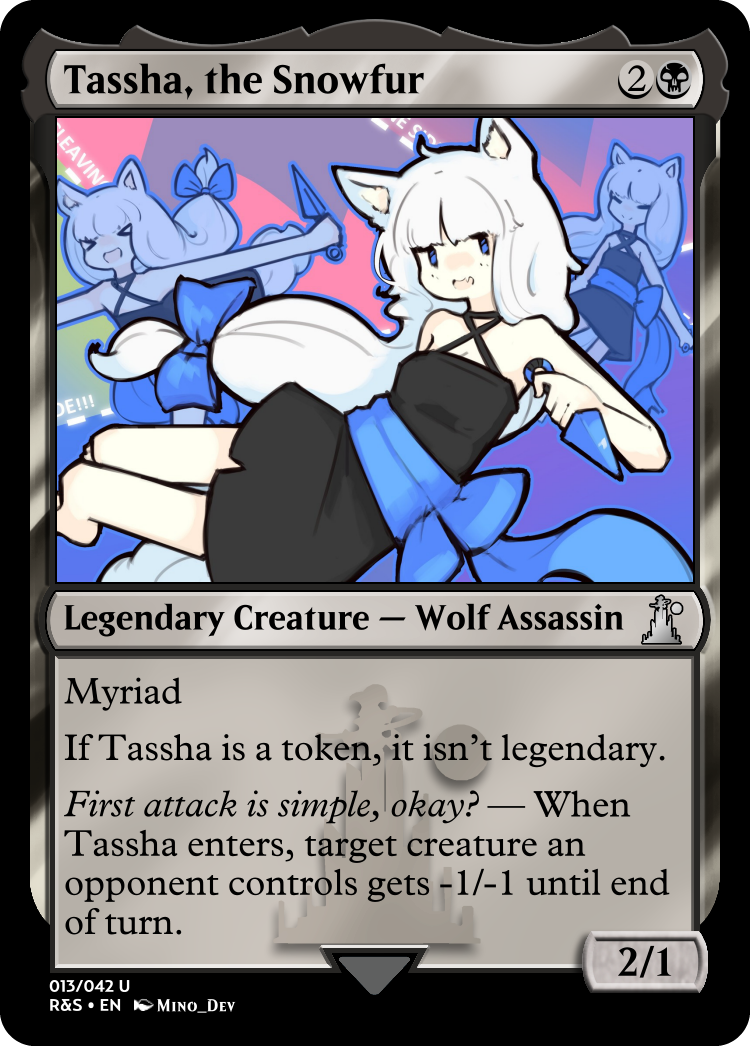 Tassha, the Snowfur
2
LEAVIN
DE!!!
Legendary Creature — Wolf Assassin
Myriad
If Tassha is a token, it isn't legendary.
First attack is simple, okay? — When
Tassha enters, target creature an
opponent controls gets -1/-1 until end
of turn.
2/1
013/042 U
R&S • EN Mino_Dev